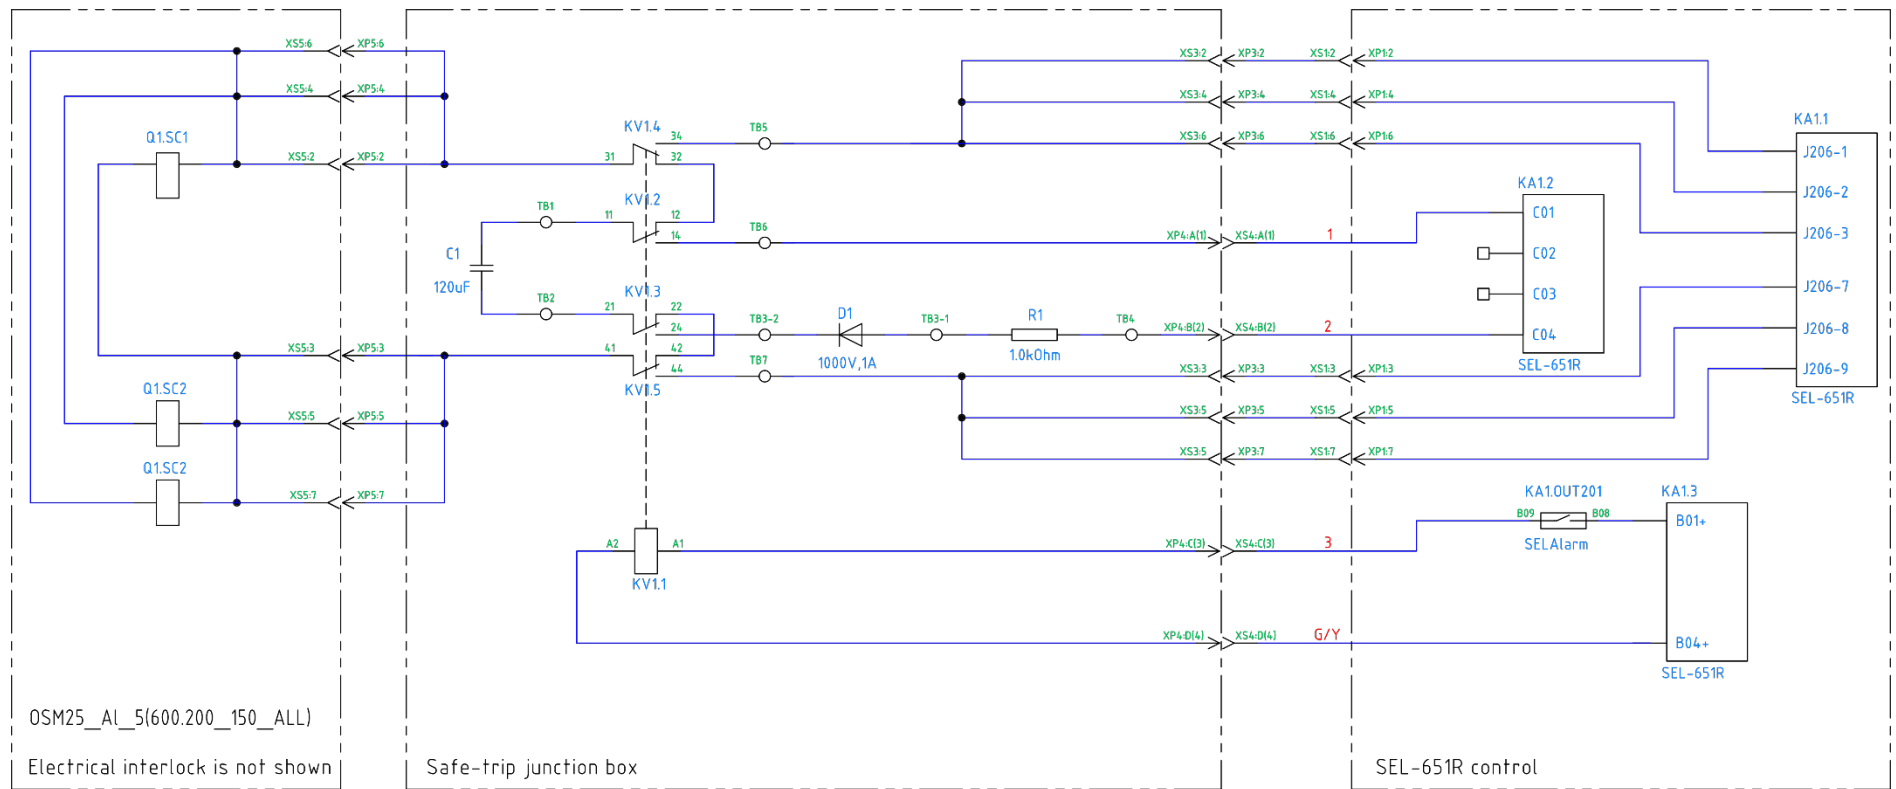 XS5:6 XP5:6
XS5:4 XP5:4
Q1.SC1
XS5:2 XP5:2
XS5:3 XP5:3
Q1.SC2
XS5:5 XP5:5
Q1.SC2
XS5:7 XP5:7
OSM25_Al_5(600.200_150_ALL)
Electrical interlock is not shown
KV1.4
34
TB5
31
32
KV1.2
TB1
11
12
14
TB6
C1
120uF
KV1.3
TB2
21
22
24
TB3-2
D1
1000V,1A
TB3-1
R1
1.0kOhm
TB4
41
42
44
TB7
KV1.5
A2
A1
KV1.1
Safe-trip junction box
XS3:2 XP3:2 XS1:2 XP1:2
XS3:4 XP3:4 XS1:4 XP1:4
XS3:6 XP3:6 XS1:6 XP1:6
XP4:A(1) XS4:A(1) 1
XP4:B(2) XS4:B(2) 2
XS3:3 XP3:3 XS1:3 XP1:3
XS3:5 XP3:5 XS1:5 XP1:5
XS3:5 XP3:7 XS1:7 XP1:7
XP4:C(3) XS4:C(3) 3
XP4:D(4) XS4:D(4) G/Y
KA1.2
C01
C02
C03
C04
SEL-651R
KA1.1
J206-1
J206-2
J206-3
J206-7
J206-8
J206-9
SEL-651R
KA1.OUT201
B09 B08
SELAlarm
KA1.3
B01+
B04+
SEL-651R
SEL-651R control